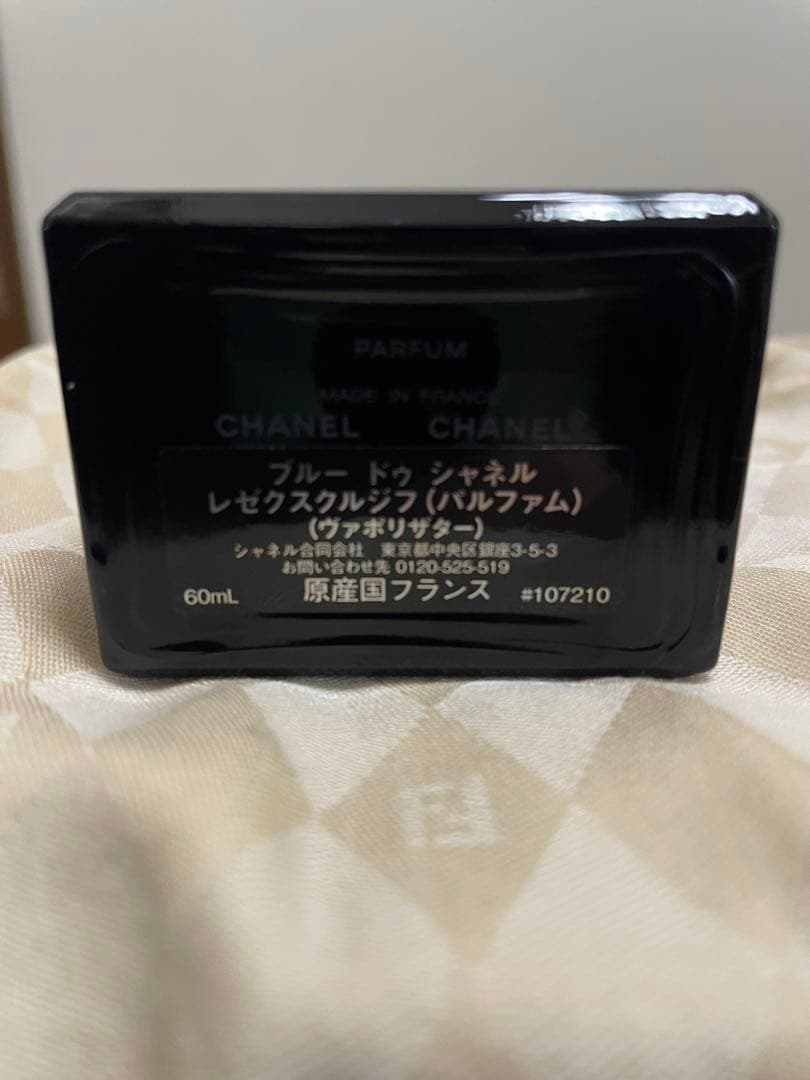 PARFUM
MADE IN FRANCE
CHANEL CHANEL
ブルー ドゥ シャネル
レゼクスクルジフ(パルファム)
(ヴァポリザター)
シャネル合同会社 東京都中央区銀座3-5-3
お問い合わせ先 0120-525-519
60mL 原産国フランス #107210